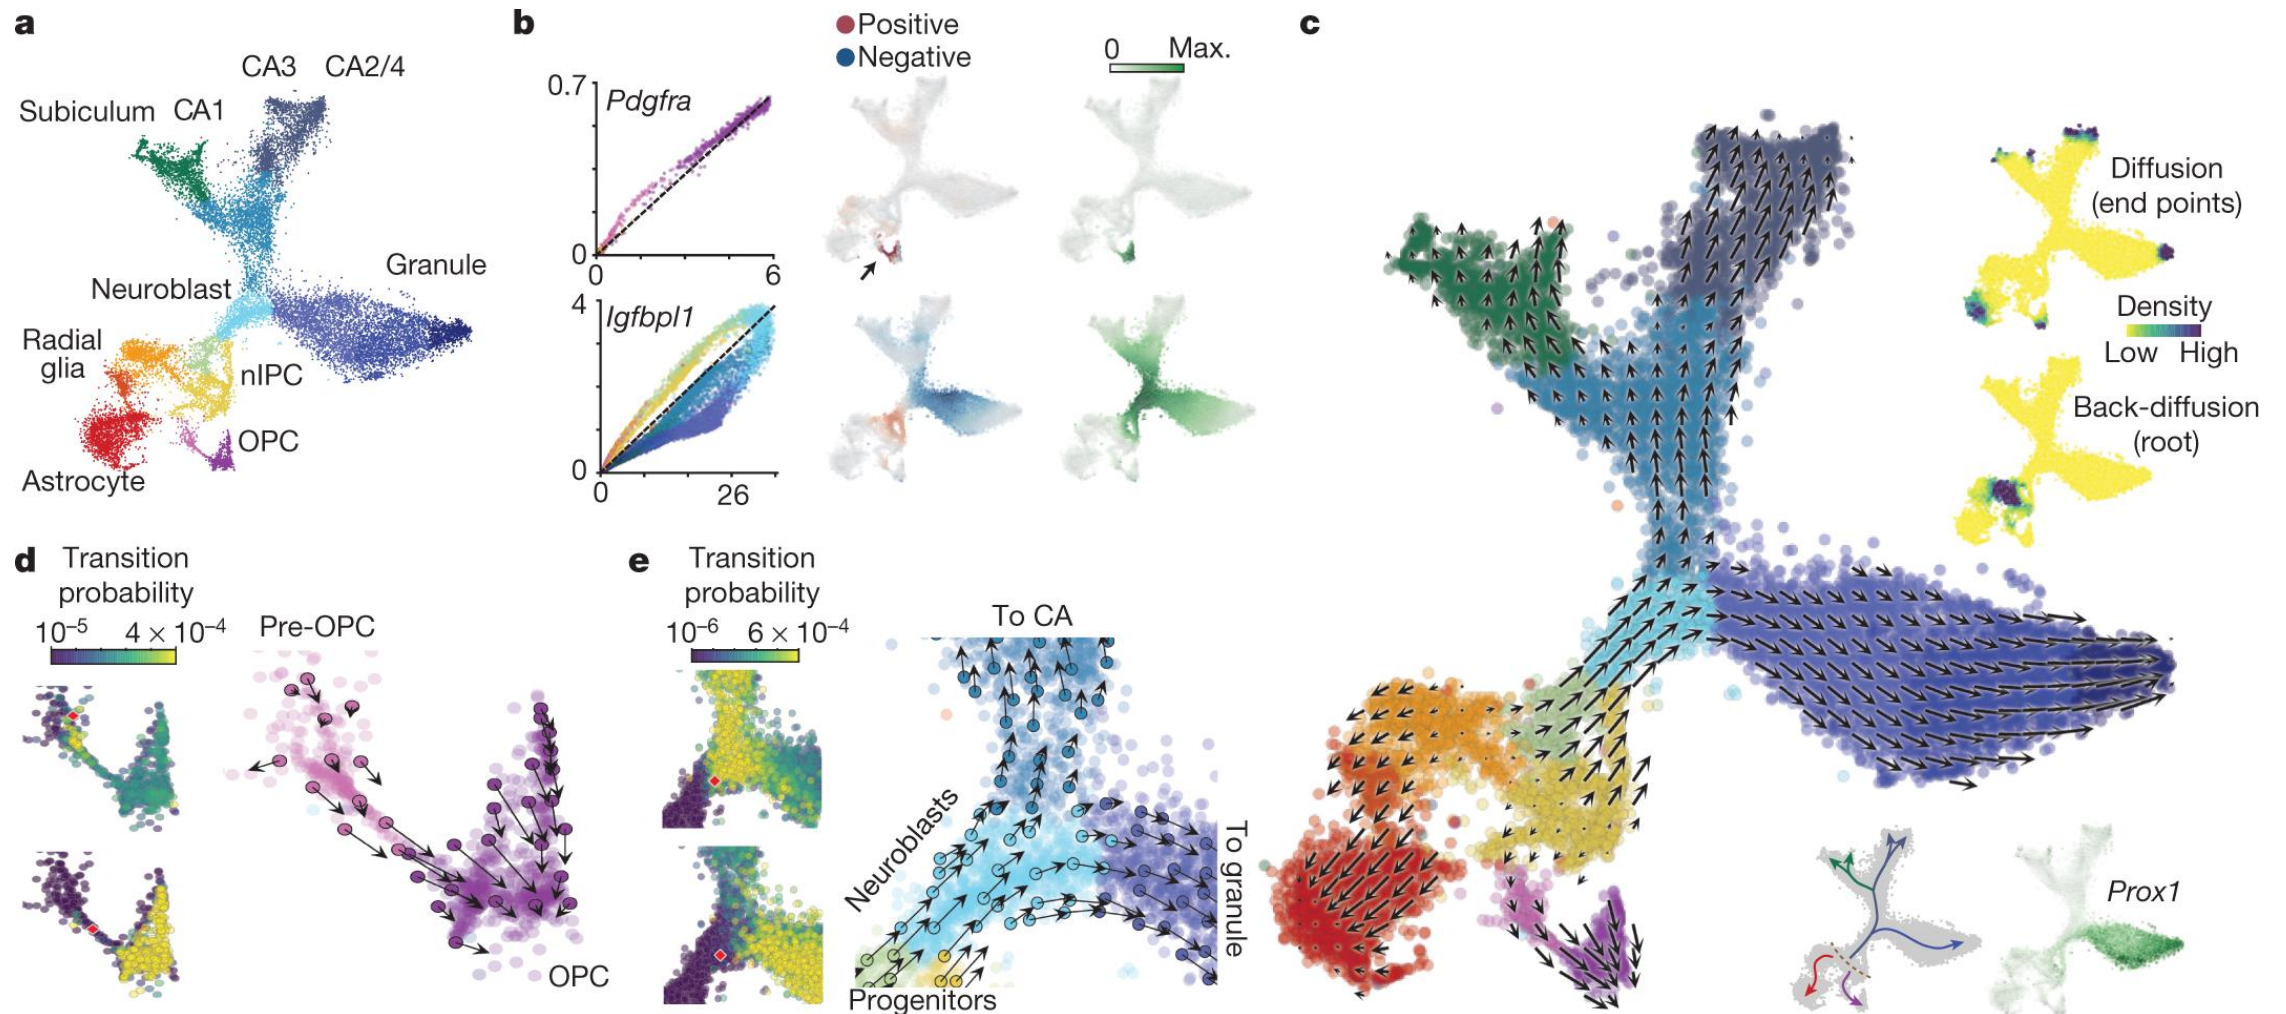 a
CA3 CA2/4
Subiculum CA1
Granule
Neuroblast
Radial
glia
nIPC
OPC
Astrocyte
b
Positive
Negative
0 Max.
0.7
Pdgfra
0
0 6
4
Igfbpl1
0
0 26
c
Diffusion
(end points)
Density
Low High
Back-diffusion
(root)
Prox1
d
Transition
probability
10⁻⁵ 4 × 10⁻⁴
Pre-OPC
OPC
e
Transition
probability
10⁻⁶ 6 × 10⁻⁴
To CA
Neuroblasts
To granule
Progenitors